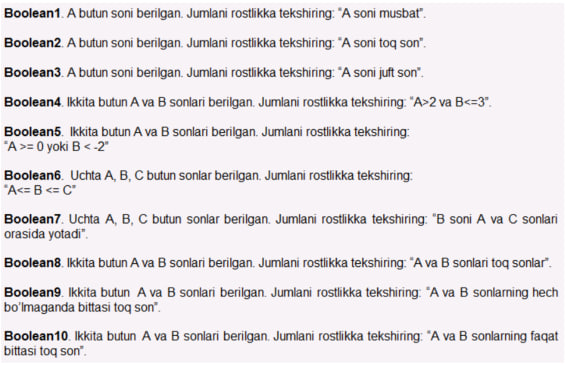 Boolean1. A butun soni berilgan. Jumlani rostlikka tekshiring: “A soni musbat”.
Boolean2. A butun soni berilgan. Jumlani rostlikka tekshiring: “A soni toq son”.
Boolean3. A butun soni berilgan. Jumlani rostlikka tekshiring: “A soni juft son”.
Boolean4. Ikkita butun A va B sonlari berilgan. Jumlani rostlikka tekshiring: “A>2 va B<=3”.
Boolean5. Ikkita butun A va B sonlari berilgan. Jumlani rostlikka tekshiring:
“A >= 0 yoki B < -2”
Boolean6. Uchta A, B, C butun sonlar berilgan. Jumlani rostlikka tekshiring:
“A<= B <= C”
Boolean7. Uchta A, B, C butun sonlar berilgan. Jumlani rostlikka tekshiring: “B soni A va C sonlari
orasida yotadi”.
Boolean8. Ikkita butun A va B sonlari berilgan. Jumlani rostlikka tekshiring: “A va B sonlari toq sonlar”.
Boolean9. Ikkita butun A va B sonlari berilgan. Jumlani rostlikka tekshiring: “A va B sonlarning hech
bo’lmaganda bittasi toq son”.
Boolean10. Ikkita butun A va B sonlari berilgan. Jumlani rostlikka tekshiring: “A va B sonlarning faqat
bittasi toq son”.